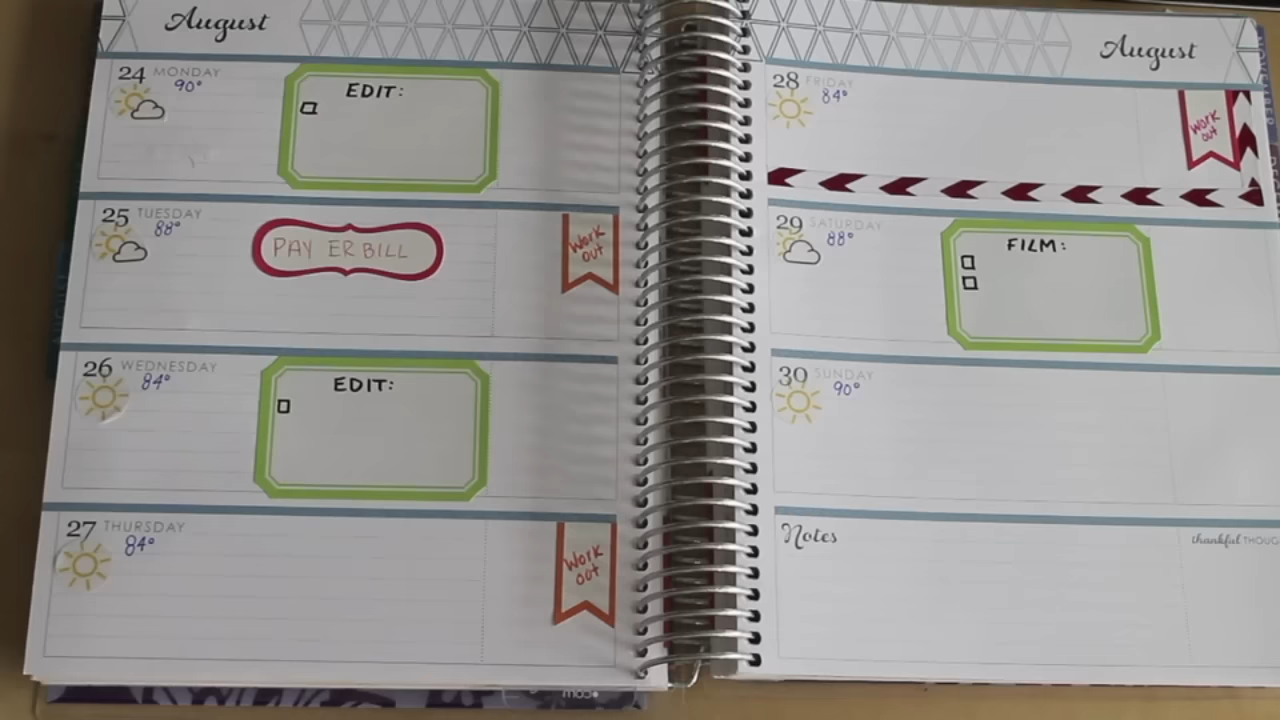 August
24 MONDAY
90°
EDIT:
25 TUESDAY
88°
PAY ER BILL
Work
out
26 WEDNESDAY
84°
EDIT:
27 THURSDAY
84°
Work
out
August
28 FRIDAY
84°
Work
out
29 SATURDAY
88°
FILM:
30 SUNDAY
90°
Notes
thankful THOUG